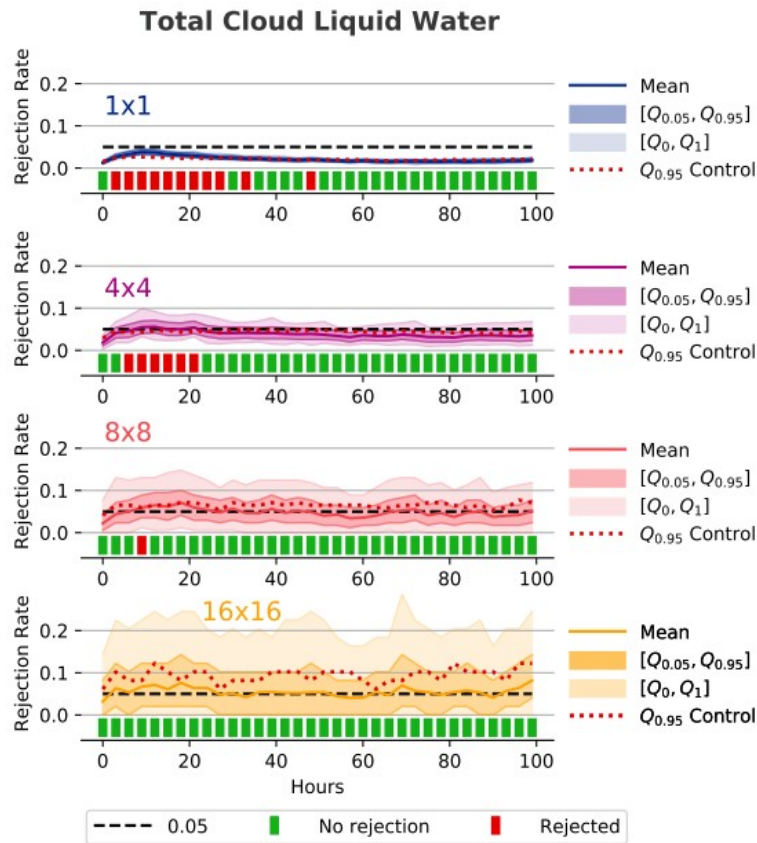 Total Cloud Liquid Water
Rejection Rate
0.2
0.1
0.0
1x1
0 20 40 60 80 100
Mean
[Q0.05, Q0.95]
[Q0, Q1]
Q0.95 Control
Rejection Rate
0.2
0.1
0.0
4x4
0 20 40 60 80 100
Mean
[Q0.05, Q0.95]
[Q0, Q1]
Q0.95 Control
Rejection Rate
0.2
0.1
0.0
8x8
0 20 40 60 80 100
Mean
[Q0.05, Q0.95]
[Q0, Q1]
Q0.95 Control
Rejection Rate
0.2
0.1
0.0
16x16
0 20 40 60 80 100
Hours
Mean
[Q0.05, Q0.95]
[Q0, Q1]
Q0.95 Control
0.05 No rejection Rejected